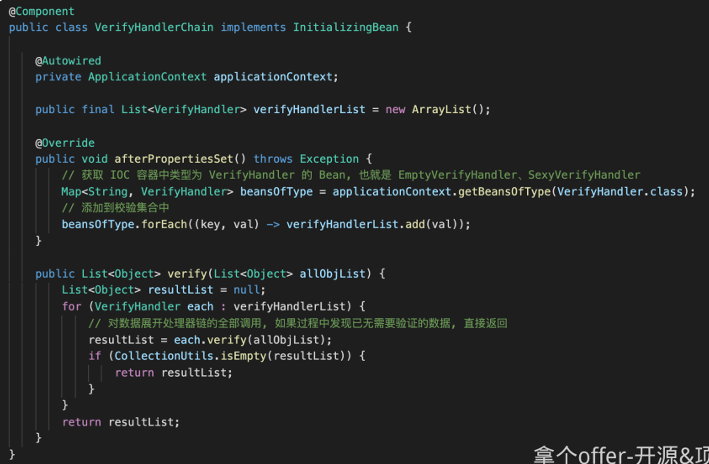 @Component
public class VerifyHandlerChain implements InitializingBean {
@Autowired
private ApplicationContext applicationContext;
public final List<VerifyHandler> verifyHandlerList = new ArrayList();
@Override
public void afterPropertiesSet() throws Exception {
// 获取 IOC 容器中类型为 VerifyHandler 的 Bean, 也就是 EmptyVerifyHandler、SexyVerifyHandler
Map<String, VerifyHandler> beansOfType = applicationContext.getBeansOfType(VerifyHandler.class);
// 添加到校验集合中
beansOfType.forEach((key, val) -> verifyHandlerList.add(val));
}
public List<Object> verify(List<Object> allObjList) {
List<Object> resultList = null;
for (VerifyHandler each : verifyHandlerList) {
// 对数据展开处理器链的全部调用, 如果过程中发现已无需要验证的数据, 直接返回
resultList = each.verify(allObjList);
if (CollectionUtils.isEmpty(resultList)) {
return resultList;
}
}
return resultList;
}
}
拿个offer-开源&项